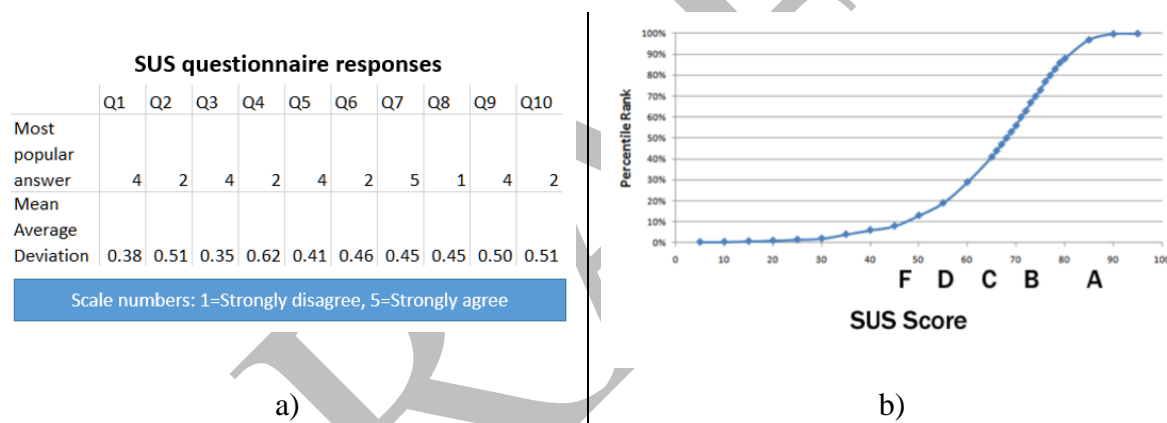 SUS questionnaire responses
Q1 Q2 Q3 Q4 Q5 Q6 Q7 Q8 Q9 Q10
Most
popular
answer 4 2 4 2 4 2 5 1 4 2
Mean
Average
Deviation 0.38 0.51 0.35 0.62 0.41 0.46 0.45 0.45 0.50 0.51
Scale numbers: 1=Strongly disagree, 5=Strongly agree
a)
100%
90%
80%
70%
60%
50%
40%
30%
20%
10%
0%
Percentile Rank
0 10 20 30 40 50 60 70 80 90 100
F D C B A
SUS Score
b)